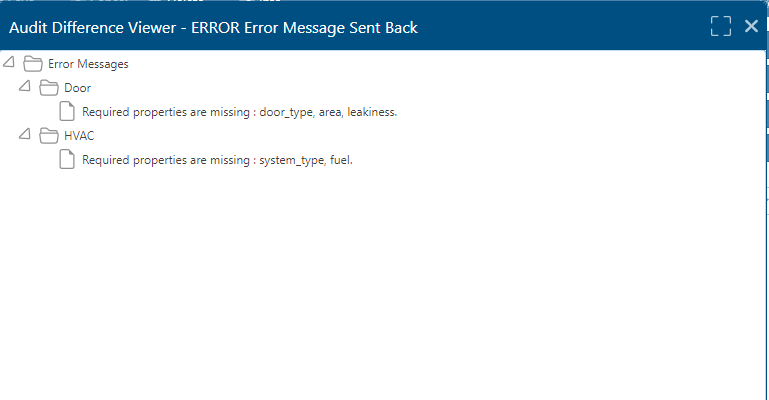 Audit Difference Viewer - ERROR Error Message Sent Back
Error Messages
Door
Required properties are missing : door_type, area, leakiness.
HVAC
Required properties are missing : system_type, fuel.